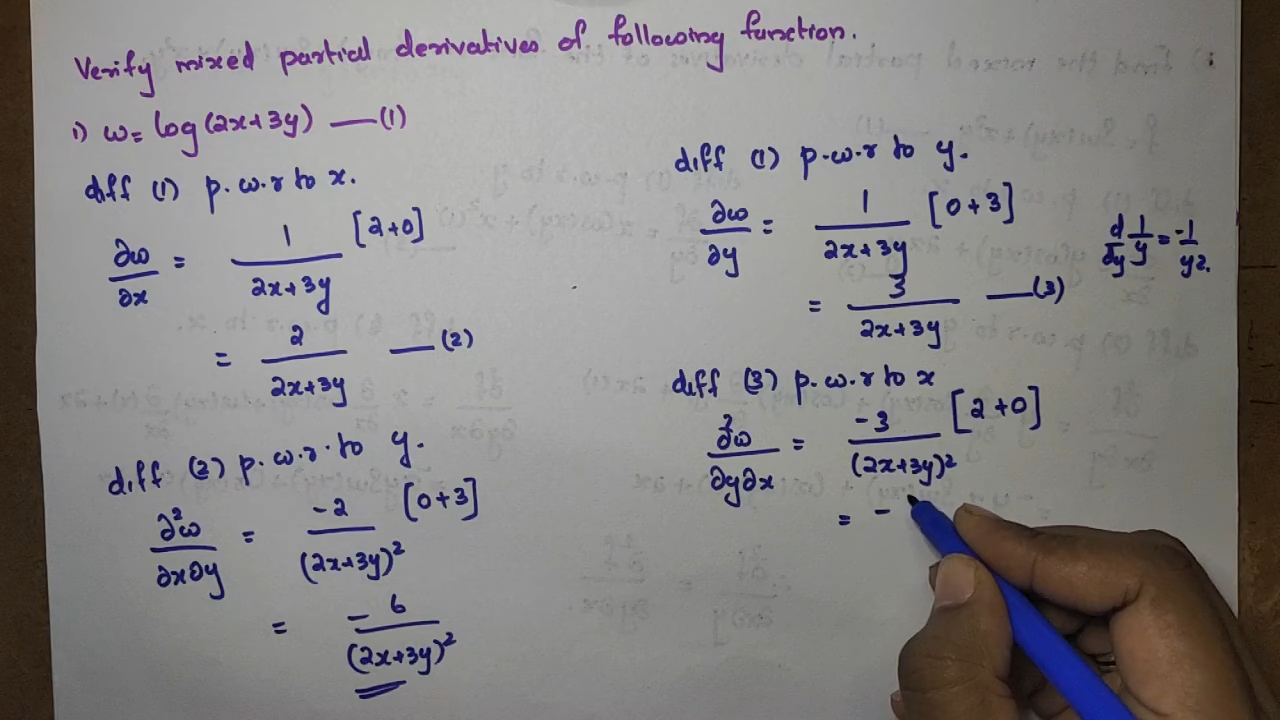 Verify mixed partial derivatives of following function.
1) ω = log(2x+3y) —(1)
diff (1) p.w.r to x.
∂ω/∂x = 1/(2x+3y) [2+0]
= 2/(2x+3y) —(2)
diff (2) p.w.r. to y.
∂²ω/∂x∂y = -2/(2x+3y)² [0+3]
= -6/(2x+3y)²
diff (1) p.w.r to y.
∂ω/∂y = 1/(2x+3y) [0+3]
d/dy 1/y = -1/y2.
= 3/(2x+3y) —(3)
diff (3) p.w.r to x
∂²ω/∂y∂x = -3/(2x+3y)² [2+0]
= -